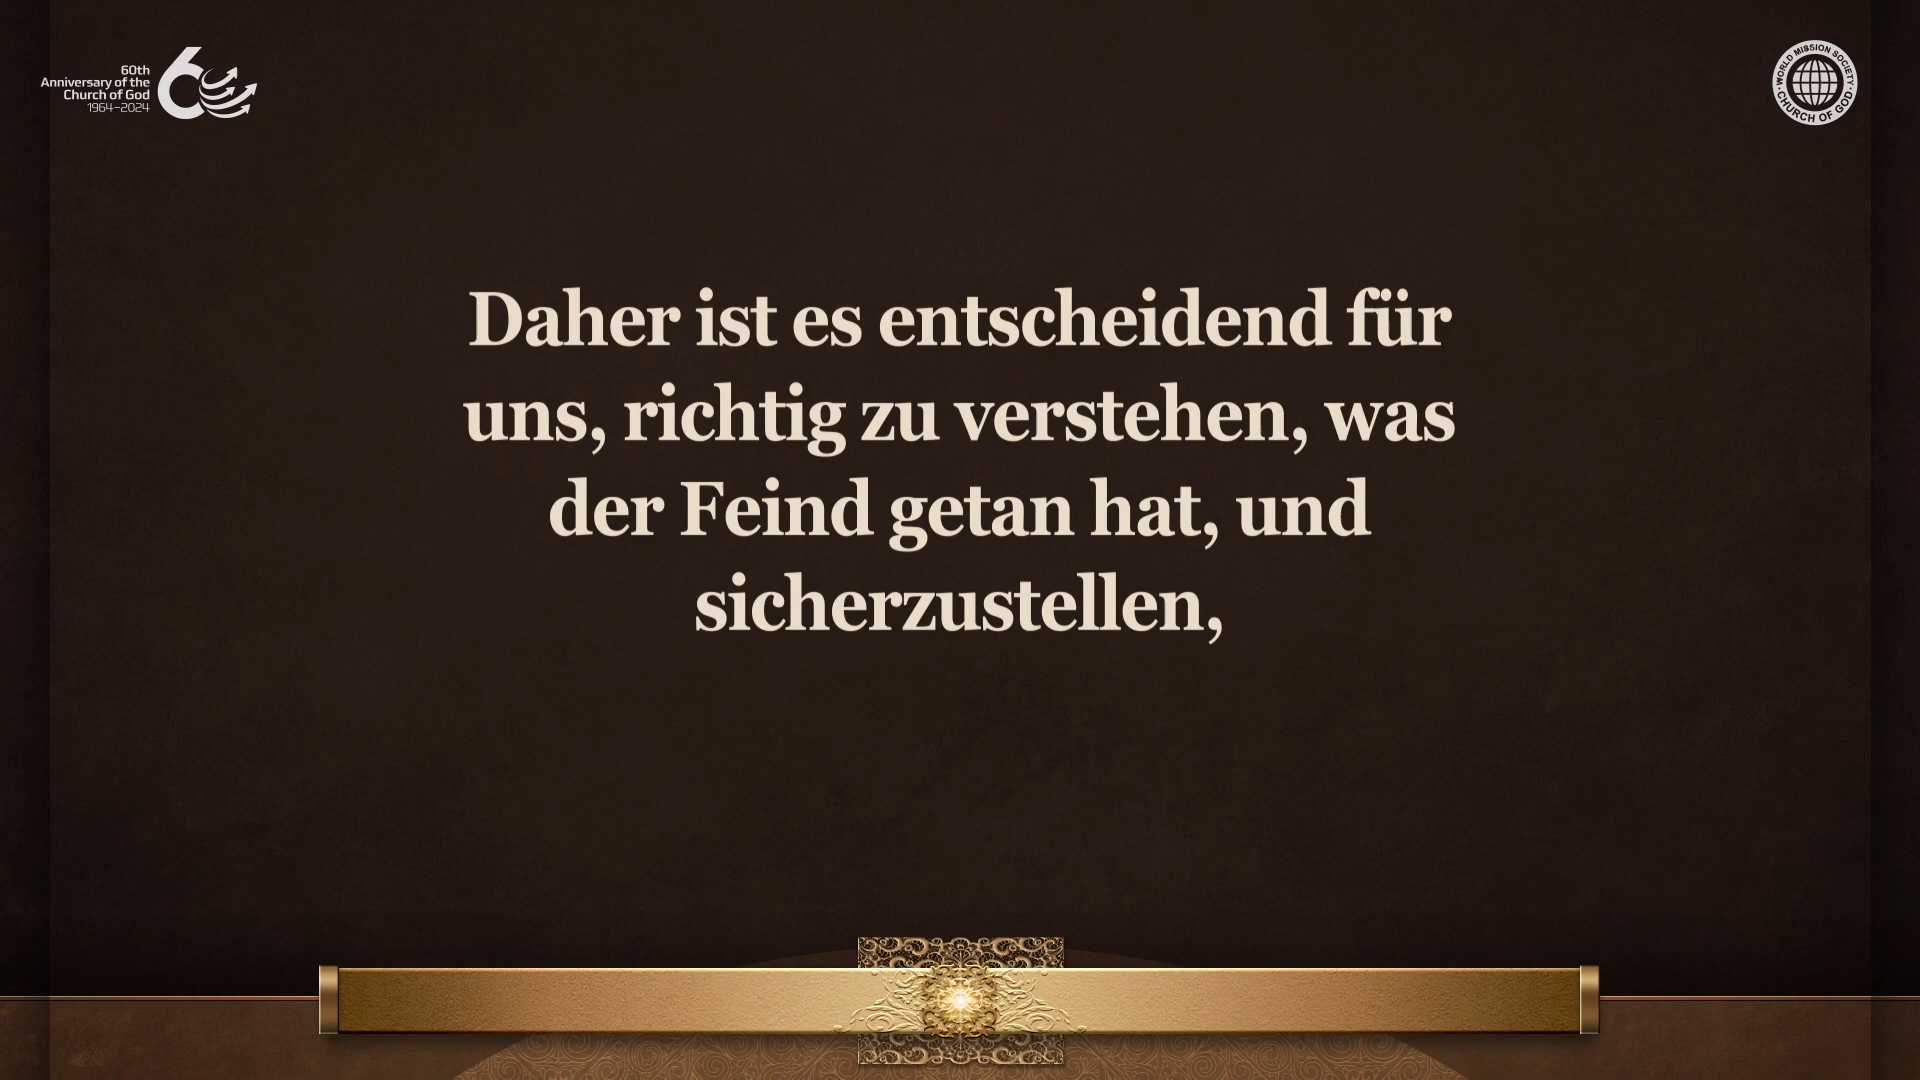 60th
Anniversary of the
Church of God
1964–2024
WORLD MISSION SOCIETY
CHURCH OF GOD
Daher ist es entscheidend für
uns, richtig zu verstehen, was
der Feind getan hat, und
sicherzustellen,